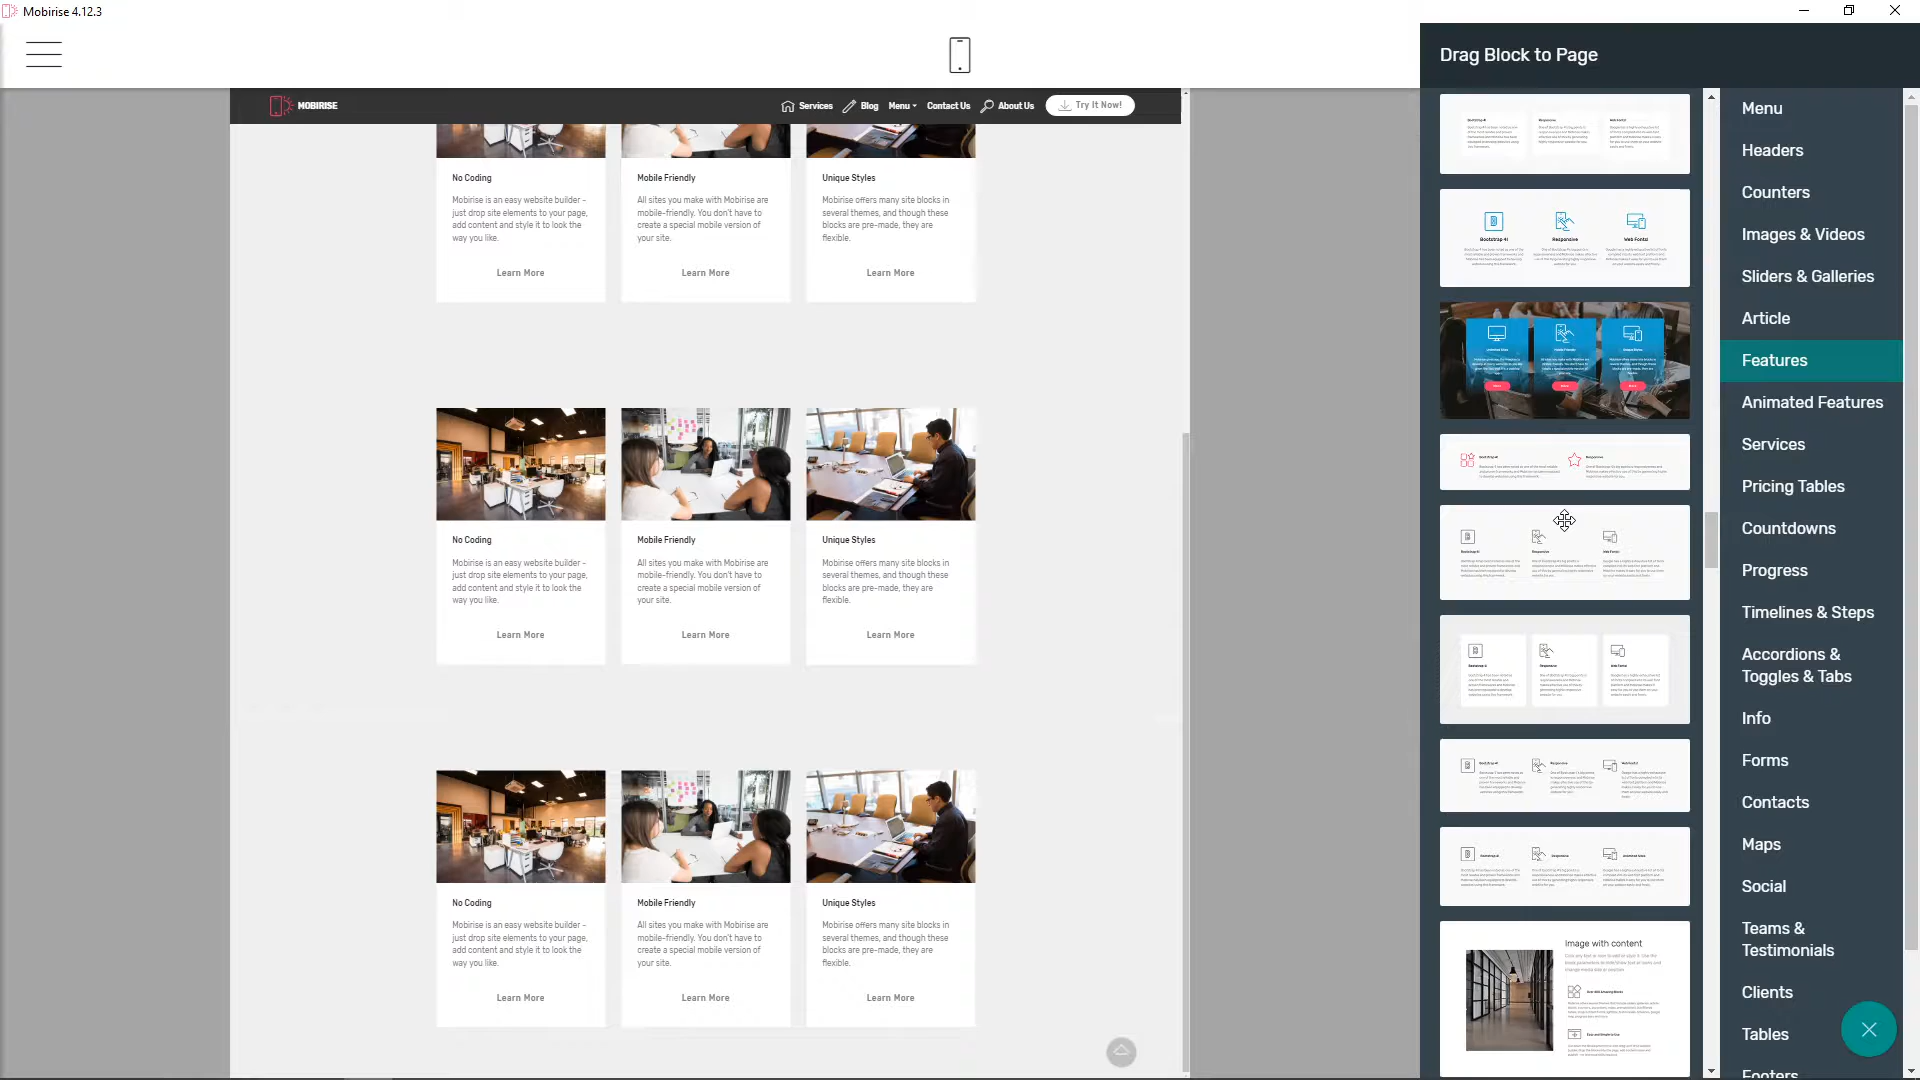 Mobirise 4.12.3
Drag Block to Page
MOBIRISE
Services
Blog
Menu
Contact Us
About Us
Try It Now!
No Coding
Mobirise is an easy website builder -
just drop site elements to your page,
add content and style it to look the
way you like.
Learn More
Mobile Friendly
All sites you make with Mobirise are
mobile-friendly. You don't have to
create a special mobile version of
your site.
Learn More
Unique Styles
Mobirise offers many site blocks in
several themes, and though these
blocks are pre-made, they are
flexible.
Learn More
No Coding
Mobirise is an easy website builder -
just drop site elements to your page,
add content and style it to look the
way you like.
Learn More
Mobile Friendly
All sites you make with Mobirise are
mobile-friendly. You don't have to
create a special mobile version of
your site.
Learn More
Unique Styles
Mobirise offers many site blocks in
several themes, and though these
blocks are pre-made, they are
flexible.
Learn More
No Coding
Mobirise is an easy website builder -
just drop site elements to your page,
add content and style it to look the
way you like.
Learn More
Mobile Friendly
All sites you make with Mobirise are
mobile-friendly. You don't have to
create a special mobile version of
your site.
Learn More
Unique Styles
Mobirise offers many site blocks in
several themes, and though these
blocks are pre-made, they are
flexible.
Learn More
Bootstrap 4!
Responsive
Web Fonts!
Image with content
Menu
Headers
Counters
Images & Videos
Sliders & Galleries
Article
Features
Animated Features
Services
Pricing Tables
Countdowns
Progress
Timelines & Steps
Accordions &
Toggles & Tabs
Info
Forms
Contacts
Maps
Social
Teams &
Testimonials
Clients
Tables
Footers